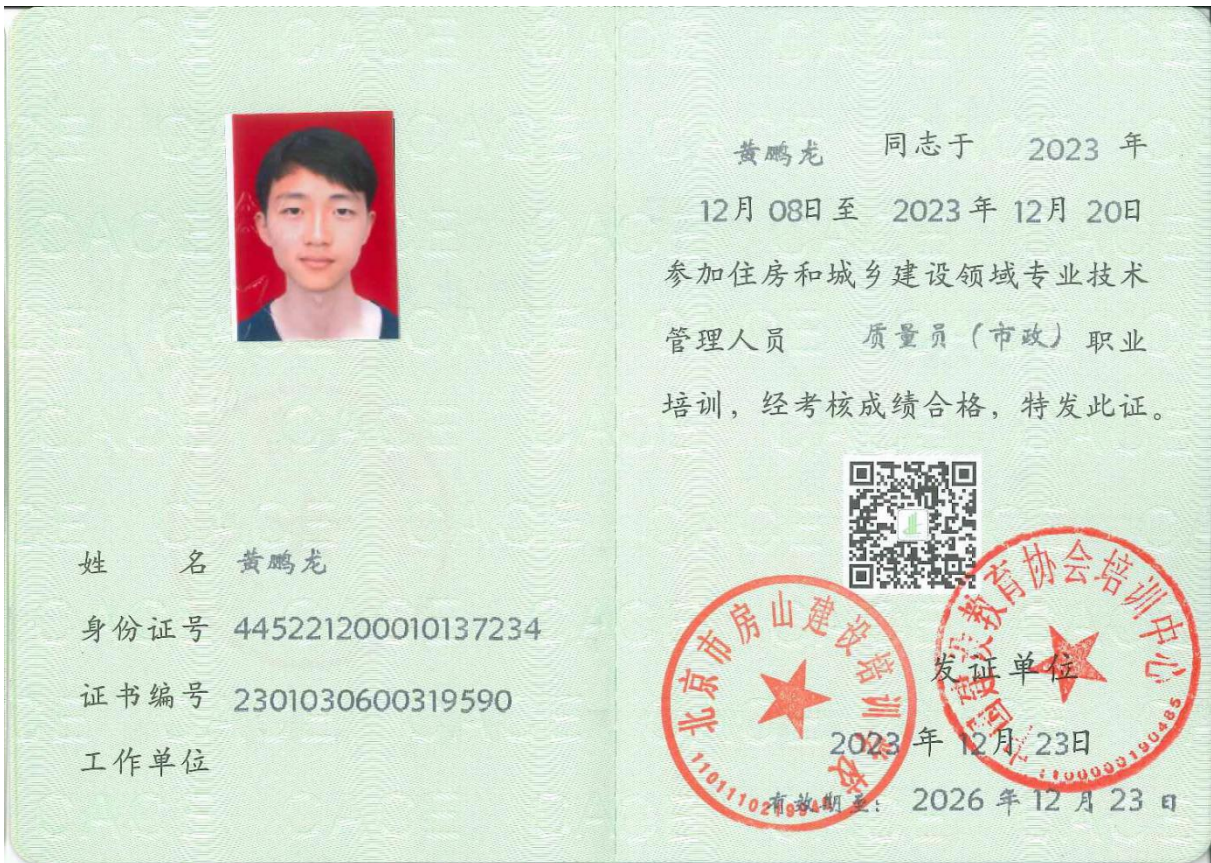 姓 名 黄鹏龙
身份证号 445221200010137234
证书编号 2301030600319590
工作单位
黄鹏龙 同志于 2023 年
12月 08日 至 2023 年 12月 20日
参加住房和城乡建设领域专业技术
管理人员 质量员（市政）职业
培训，经考核成绩合格，特发此证。
北京市房山建设培训学校
中国建设教育协会培训中心
1100000190485
发证单位
2023 年 12月 23日
有效期至： 2026 年 12 月 23 日
CACE